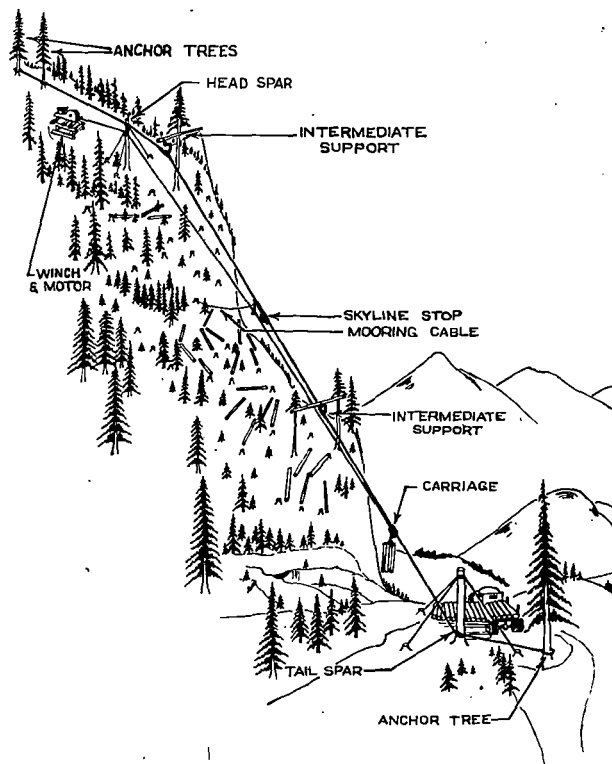 ANCHOR TREES
HEAD SPAR
INTERMEDIATE
SUPPORT
WINCH
& MOTOR
SKYLINE STOP
MOORING CABLE
INTERMEDIATE
SUPPORT
CARRIAGE
TAIL SPAR
ANCHOR TREE